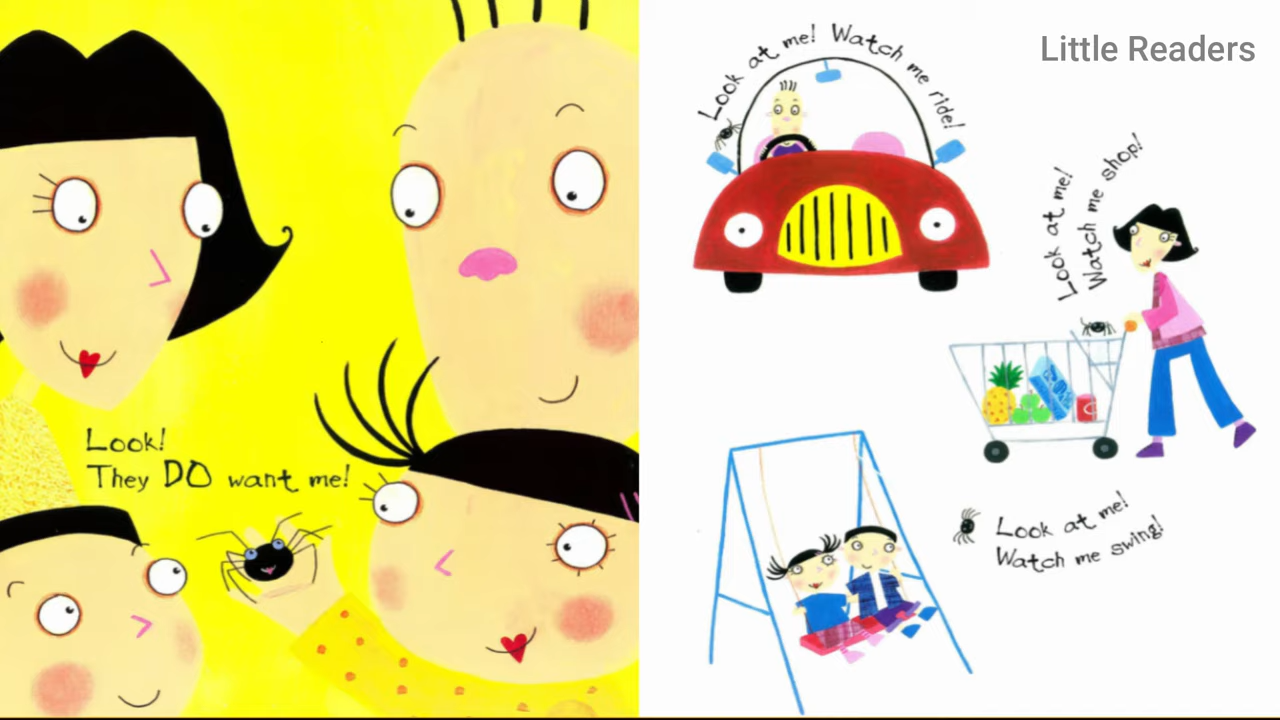 Look!
They DO want me!
Look at me! Watch me ride!
Little Readers
Look at me!
Watch me shop!
Look at me!
Watch me swing!